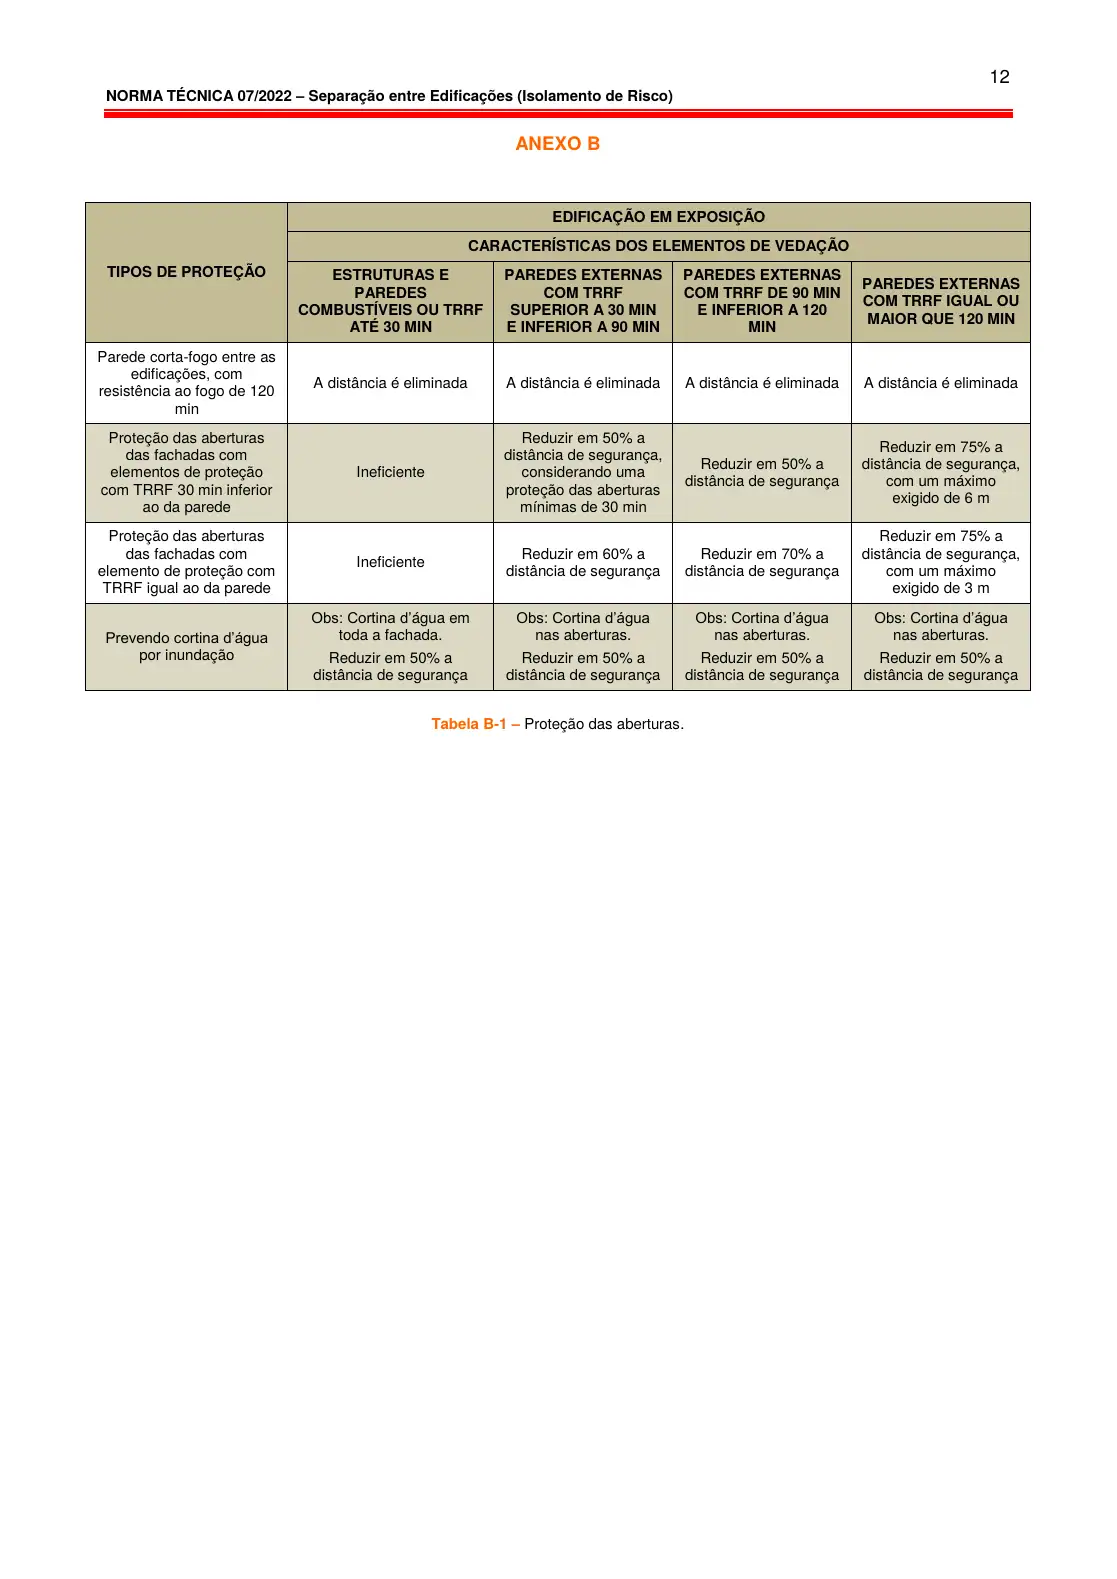 12
NORMA TÉCNICA 07/2022 – Separação entre Edificações (Isolamento de Risco)
ANEXO B
TIPOS DE PROTEÇÃO
EDIFICAÇÃO EM EXPOSIÇÃO
CARACTERÍSTICAS DOS ELEMENTOS DE VEDAÇÃO
ESTRUTURAS E
PAREDES
COMBUSTÍVEIS OU TRRF
ATÉ 30 MIN
PAREDES EXTERNAS
COM TRRF
SUPERIOR A 30 MIN
E INFERIOR A 90 MIN
PAREDES EXTERNAS
COM TRRF DE 90 MIN
E INFERIOR A 120
MIN
PAREDES EXTERNAS
COM TRRF IGUAL OU
MAIOR QUE 120 MIN
Parede corta-fogo entre as
edificações, com
resistência ao fogo de 120
min
A distância é eliminada
A distância é eliminada
A distância é eliminada
A distância é eliminada
Proteção das aberturas
das fachadas com
elementos de proteção
com TRRF 30 min inferior
ao da parede
Ineficiente
Reduzir em 50% a
distância de segurança,
considerando uma
proteção das aberturas
mínimas de 30 min
Reduzir em 50% a
distância de segurança
Reduzir em 75% a
distância de segurança,
com um máximo
exigido de 6 m
Proteção das aberturas
das fachadas com
elemento de proteção com
TRRF igual ao da parede
Ineficiente
Reduzir em 60% a
distância de segurança
Reduzir em 70% a
distância de segurança
Reduzir em 75% a
distância de segurança,
com um máximo
exigido de 3 m
Prevendo cortina d’água
por inundação
Obs: Cortina d’água em
toda a fachada.
Reduzir em 50% a
distância de segurança
Obs: Cortina d’água
nas aberturas.
Reduzir em 50% a
distância de segurança
Obs: Cortina d’água
nas aberturas.
Reduzir em 50% a
distância de segurança
Obs: Cortina d’água
nas aberturas.
Reduzir em 50% a
distância de segurança
Tabela B-1 – Proteção das aberturas.